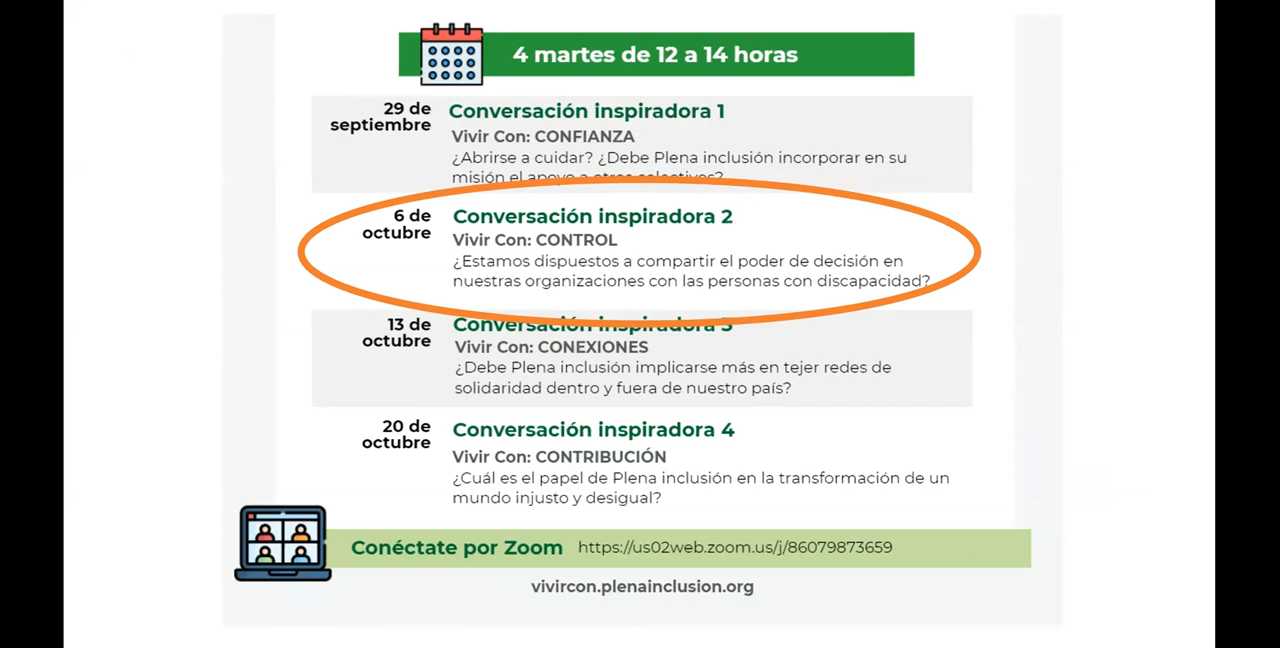 4 martes de 12 a 14 horas
29 de
septiembre
Conversación inspiradora 1
Vivir Con: CONFIANZA
¿Abrirse a cuidar? ¿Debe Plena inclusión incorporar en su
misión el apoyo a otros colectivos?
6 de
octubre
Conversación inspiradora 2
Vivir Con: CONTROL
¿Estamos dispuestos a compartir el poder de decisión en
nuestras organizaciones con las personas con discapacidad?
13 de
octubre
Conversación inspiradora 3
Vivir Con: CONEXIONES
¿Debe Plena inclusión implicarse más en tejer redes de
solidaridad dentro y fuera de nuestro país?
20 de
octubre
Conversación inspiradora 4
Vivir Con: CONTRIBUCIÓN
¿Cuál es el papel de Plena inclusión en la transformación de un
mundo injusto y desigual?
Conéctate por Zoom https://us02web.zoom.us/j/86079873659
vivircon.plenainclusion.org